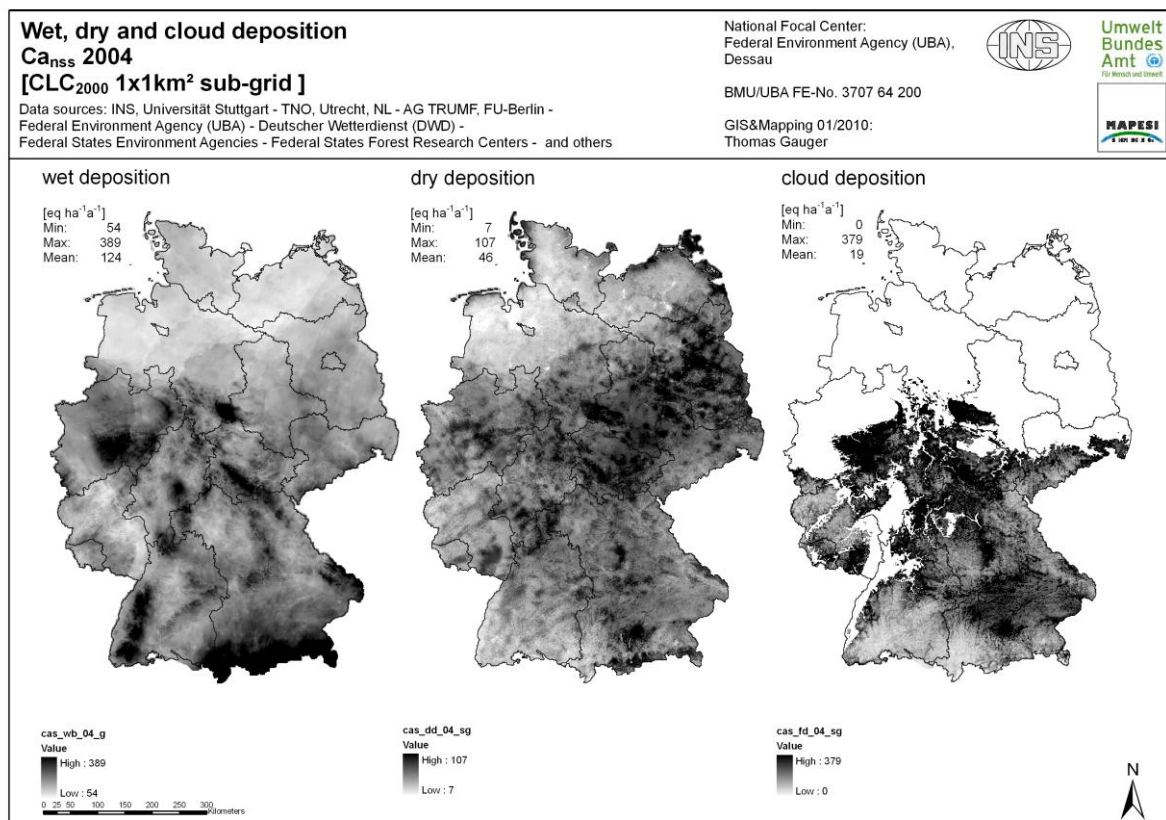 Wet, dry and cloud deposition
Ca_nss 2004
[CLC_2000 1x1km² sub-grid ]
Data sources: INS, Universität Stuttgart - TNO, Utrecht, NL - AG TRUMF, FU-Berlin -
Federal Environment Agency (UBA) - Deutscher Wetterdienst (DWD) -
Federal States Environment Agencies - Federal States Forest Research Centers - and others
National Focal Center:
Federal Environment Agency (UBA),
Dessau
BMU/UBA FE-No. 3707 64 200
GIS&Mapping 01/2010:
Thomas Gauger
INS
Umwelt
Bundes
Amt
Für Mensch und Umwelt
MAPESI
wet deposition
[eq ha⁻¹a⁻¹]
Min: 54
Max: 389
Mean: 124
dry deposition
[eq ha⁻¹a⁻¹]
Min: 7
Max: 107
Mean: 46
cloud deposition
[eq ha⁻¹a⁻¹]
Min: 0
Max: 379
Mean: 19
cas_wb_04_g
Value
High : 389
Low : 54
0 25 50 100 150 200 250 300
Kilometers
cas_dd_04_sg
Value
High : 107
Low : 7
cas_fd_04_sg
Value
High : 379
Low : 0
N